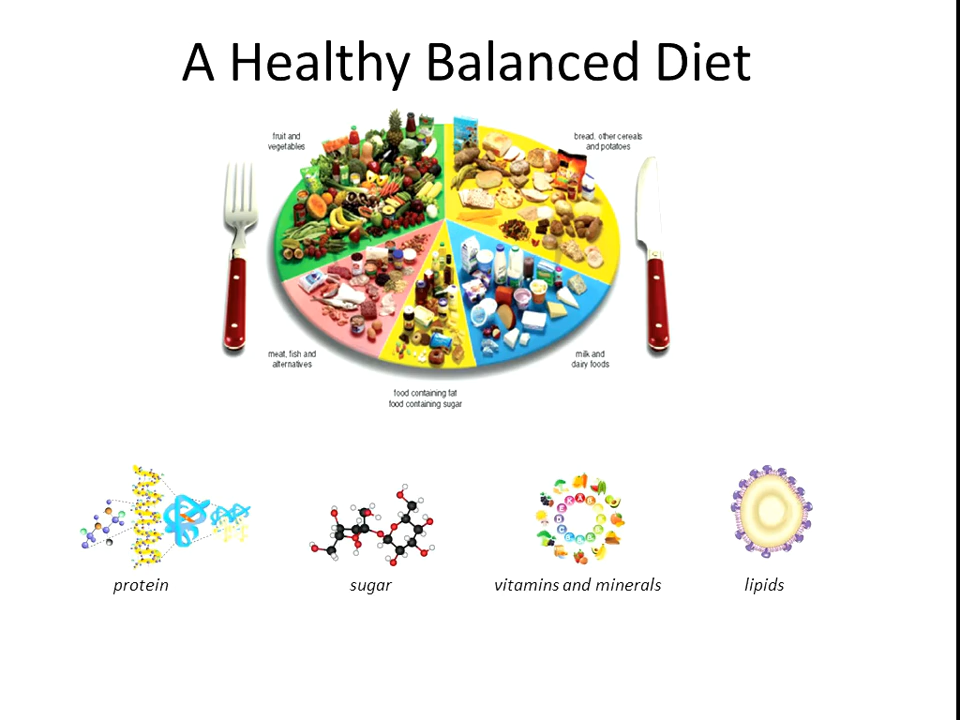 A Healthy Balanced Diet
fruit and
vegetables
bread, other cereals
and potatoes
meat, fish and
alternatives
milk and
dairy foods
food containing fat
food containing sugar
protein
sugar
vitamins and minerals
lipids